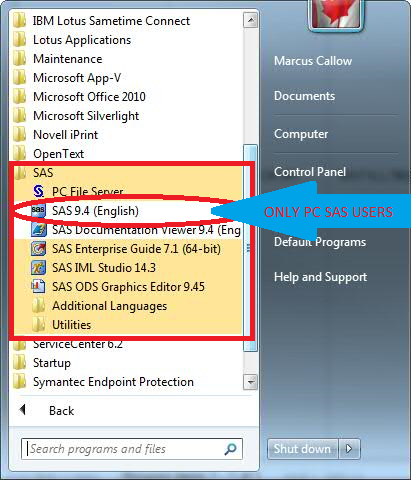 IBM Lotus Sametime Connect
Lotus Applications
Maintenance
Microsoft App-V
Microsoft Office 2010
Microsoft Silverlight
Novell iPrint
OpenText
SAS
PC File Server
SAS 9.4 (English)
SAS Documentation Viewer 9.4 (Eng
SAS Enterprise Guide 7.1 (64-bit)
SAS IML Studio 14.3
SAS ODS Graphics Editor 9.45
Additional Languages
Utilities
ServiceCenter 6.2
Startup
Symantec Endpoint Protection
Back
Search programs and files
Marcus Callow
Documents
Computer
Control Panel
ONLY PC SAS USERS
Default Programs
Help and Support
Shut down